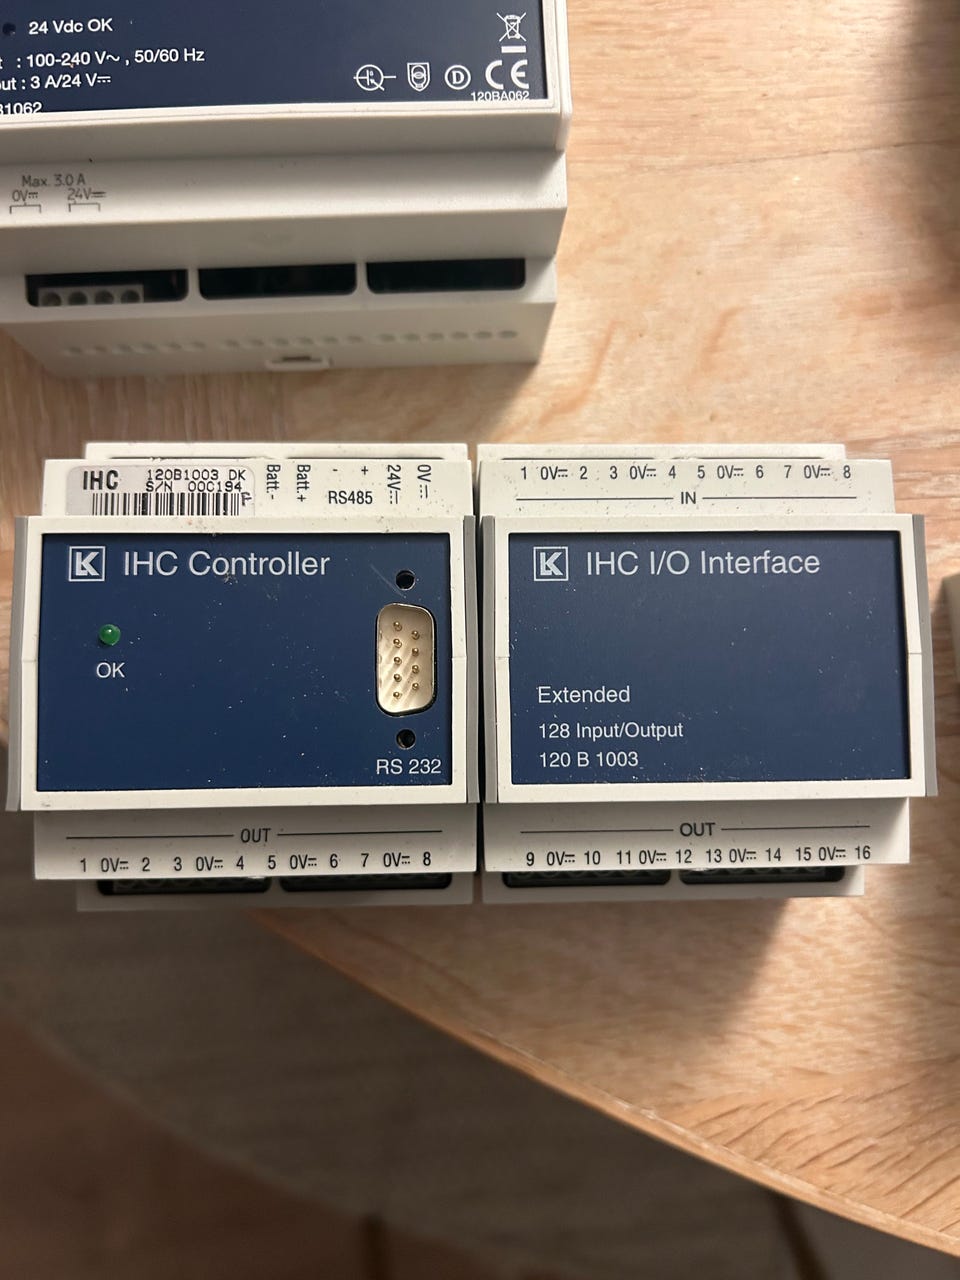 24 Vdc OK
: 100-240 V~ , 50/60 Hz
: 3 A/24 V⎓
1062
D
CE
120BA062
Max. 3.0 A
0V⎓ 24V⎓
IHC 120B1003 DK
S/N 000194
Batt.- Batt.+ - + 24V⎓ 0V⎓
RS485
LK IHC Controller
OK
RS 232
OUT
1 0V⎓ 2 3 0V⎓ 4 5 0V⎓ 6 7 0V⎓ 8
1 0V⎓ 2 3 0V⎓ 4 5 0V⎓ 6 7 0V⎓ 8
IN
LK IHC I/O Interface
Extended
128 Input/Output
120 B 1003
OUT
9 0V⎓ 10 11 0V⎓ 12 13 0V⎓ 14 15 0V⎓ 16